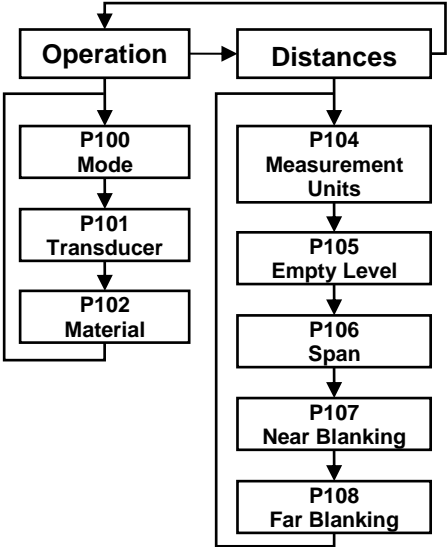 Operation
Distances
P100
Mode
P101
Transducer
P102
Material
P104
Measurement
Units
P105
Empty Level
P106
Span
P107
Near Blanking
P108
Far Blanking